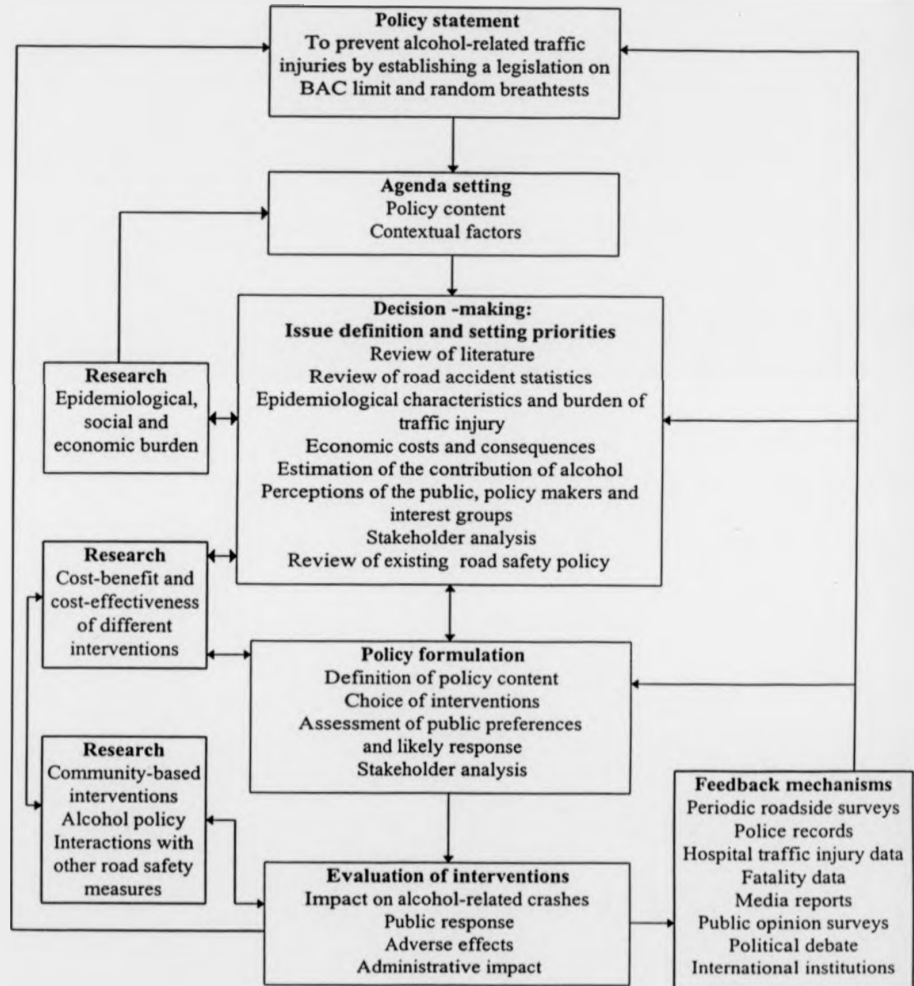 Policy statement
To prevent alcohol-related traffic
injuries by establishing a legislation on
BAC limit and random breathtests
Agenda setting
Policy content
Contextual factors
Decision -making:
Issue definition and setting priorities
Review of literature
Review of road accident statistics
Epidemiological characteristics and burden of
traffic injury
Economic costs and consequences
Estimation of the contribution of alcohol
Perceptions of the public, policy makers and
interest groups
Stakeholder analysis
Review of existing road safety policy
Research
Epidemiological,
social and
economic burden
Research
Cost-benefit and
cost-effectiveness
of different
interventions
Policy formulation
Definition of policy content
Choice of interventions
Assessment of public preferences
and likely response
Stakeholder analysis
Research
Community-based
interventions
Alcohol policy
Interactions with
other road safety
measures
Evaluation of interventions
Impact on alcohol-related crashes
Public response
Adverse effects
Administrative impact
Feedback mechanisms
Periodic roadside surveys
Police records
Hospital traffic injury data
Fatality data
Media reports
Public opinion surveys
Political debate
International institutions